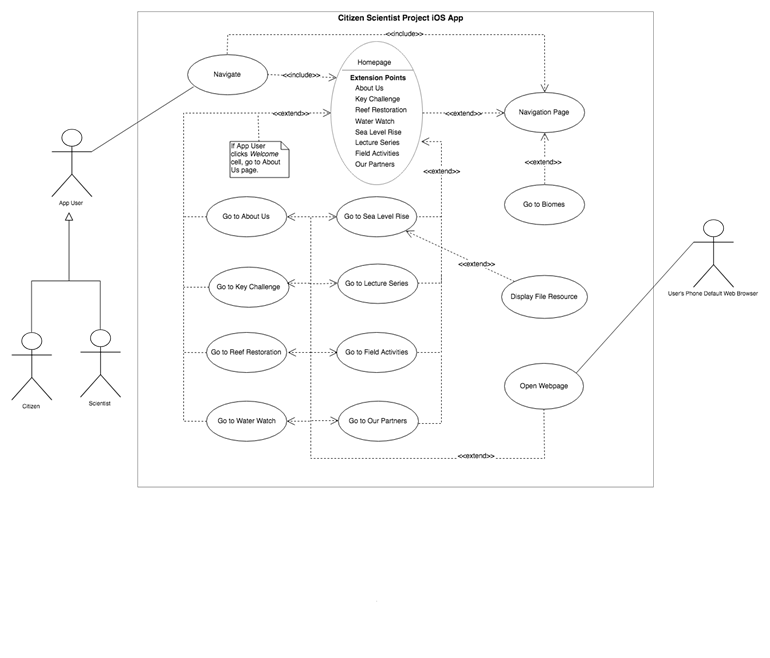 Citizen Scientist Project iOS App
<<include>>
Homepage
Navigate
<<include>>
Extension Points
About Us
Key Challenge
Reef Restoration
Water Watch
Sea Level Rise
Lecture Series
Field Activities
Our Partners
<<extend>>
<<extend>>
Navigation Page
If App User
clicks Welcome
cell, go to About
Us page.
<<extend>>
<<extend>>
App User
Go to Biomes
Go to About Us
Go to Sea Level Rise
<<extend>>
Go to Key Challenge
Go to Lecture Series
Display File Resource
User's Phone Default Web Browser
Go to Reef Restoration
Go to Field Activities
Open Webpage
Citizen
Scientist
Go to Water Watch
Go to Our Partners
<<extend>>